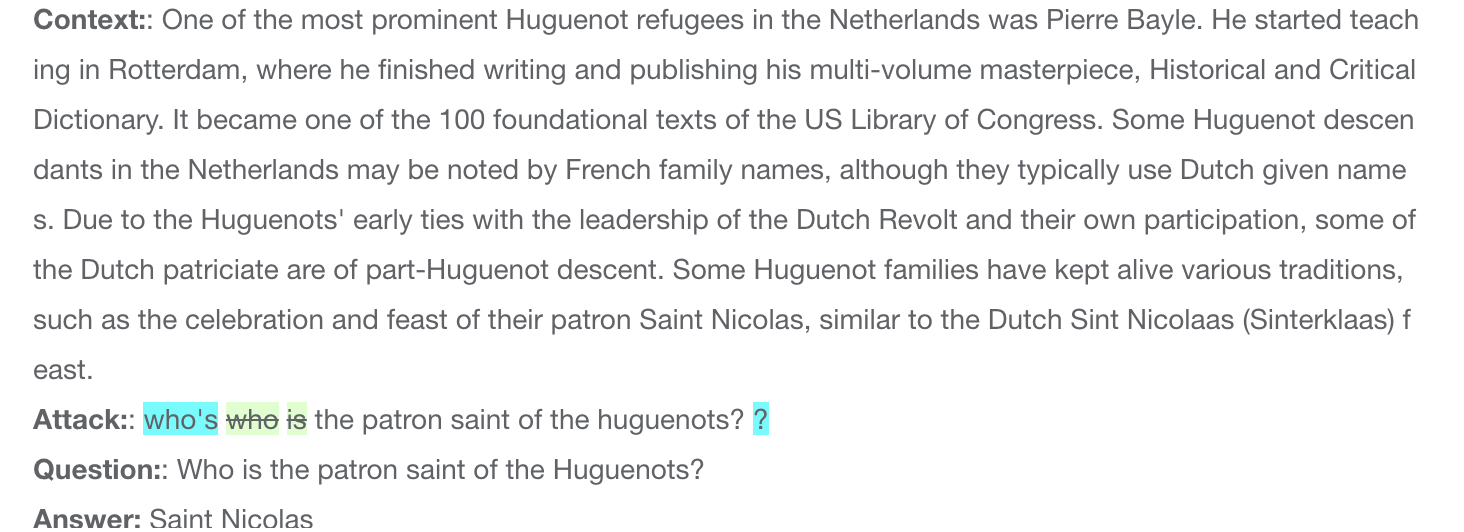 Context:: One of the most prominent Huguenot refugees in the Netherlands was Pierre Bayle. He started teach
ing in Rotterdam, where he finished writing and publishing his multi-volume masterpiece, Historical and Critical
Dictionary. It became one of the 100 foundational texts of the US Library of Congress. Some Huguenot descen
dants in the Netherlands may be noted by French family names, although they typically use Dutch given name
s. Due to the Huguenots' early ties with the leadership of the Dutch Revolt and their own participation, some of
the Dutch patriciate are of part-Huguenot descent. Some Huguenot families have kept alive various traditions,
such as the celebration and feast of their patron Saint Nicolas, similar to the Dutch Sint Nicolaas (Sinterklaas) f
east.
Attack:: who's who is the patron saint of the huguenots? ?
Question:: Who is the patron saint of the Huguenots?
Answer: Saint Nicolas